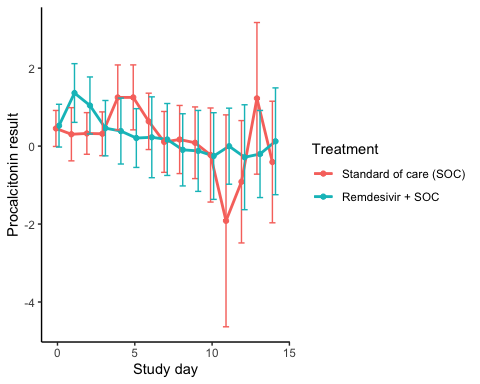 Procalcitonin result
2
0
-2
-4
0
5
10
15
Study day
Treatment
Standard of care (SOC)
Remdesivir + SOC